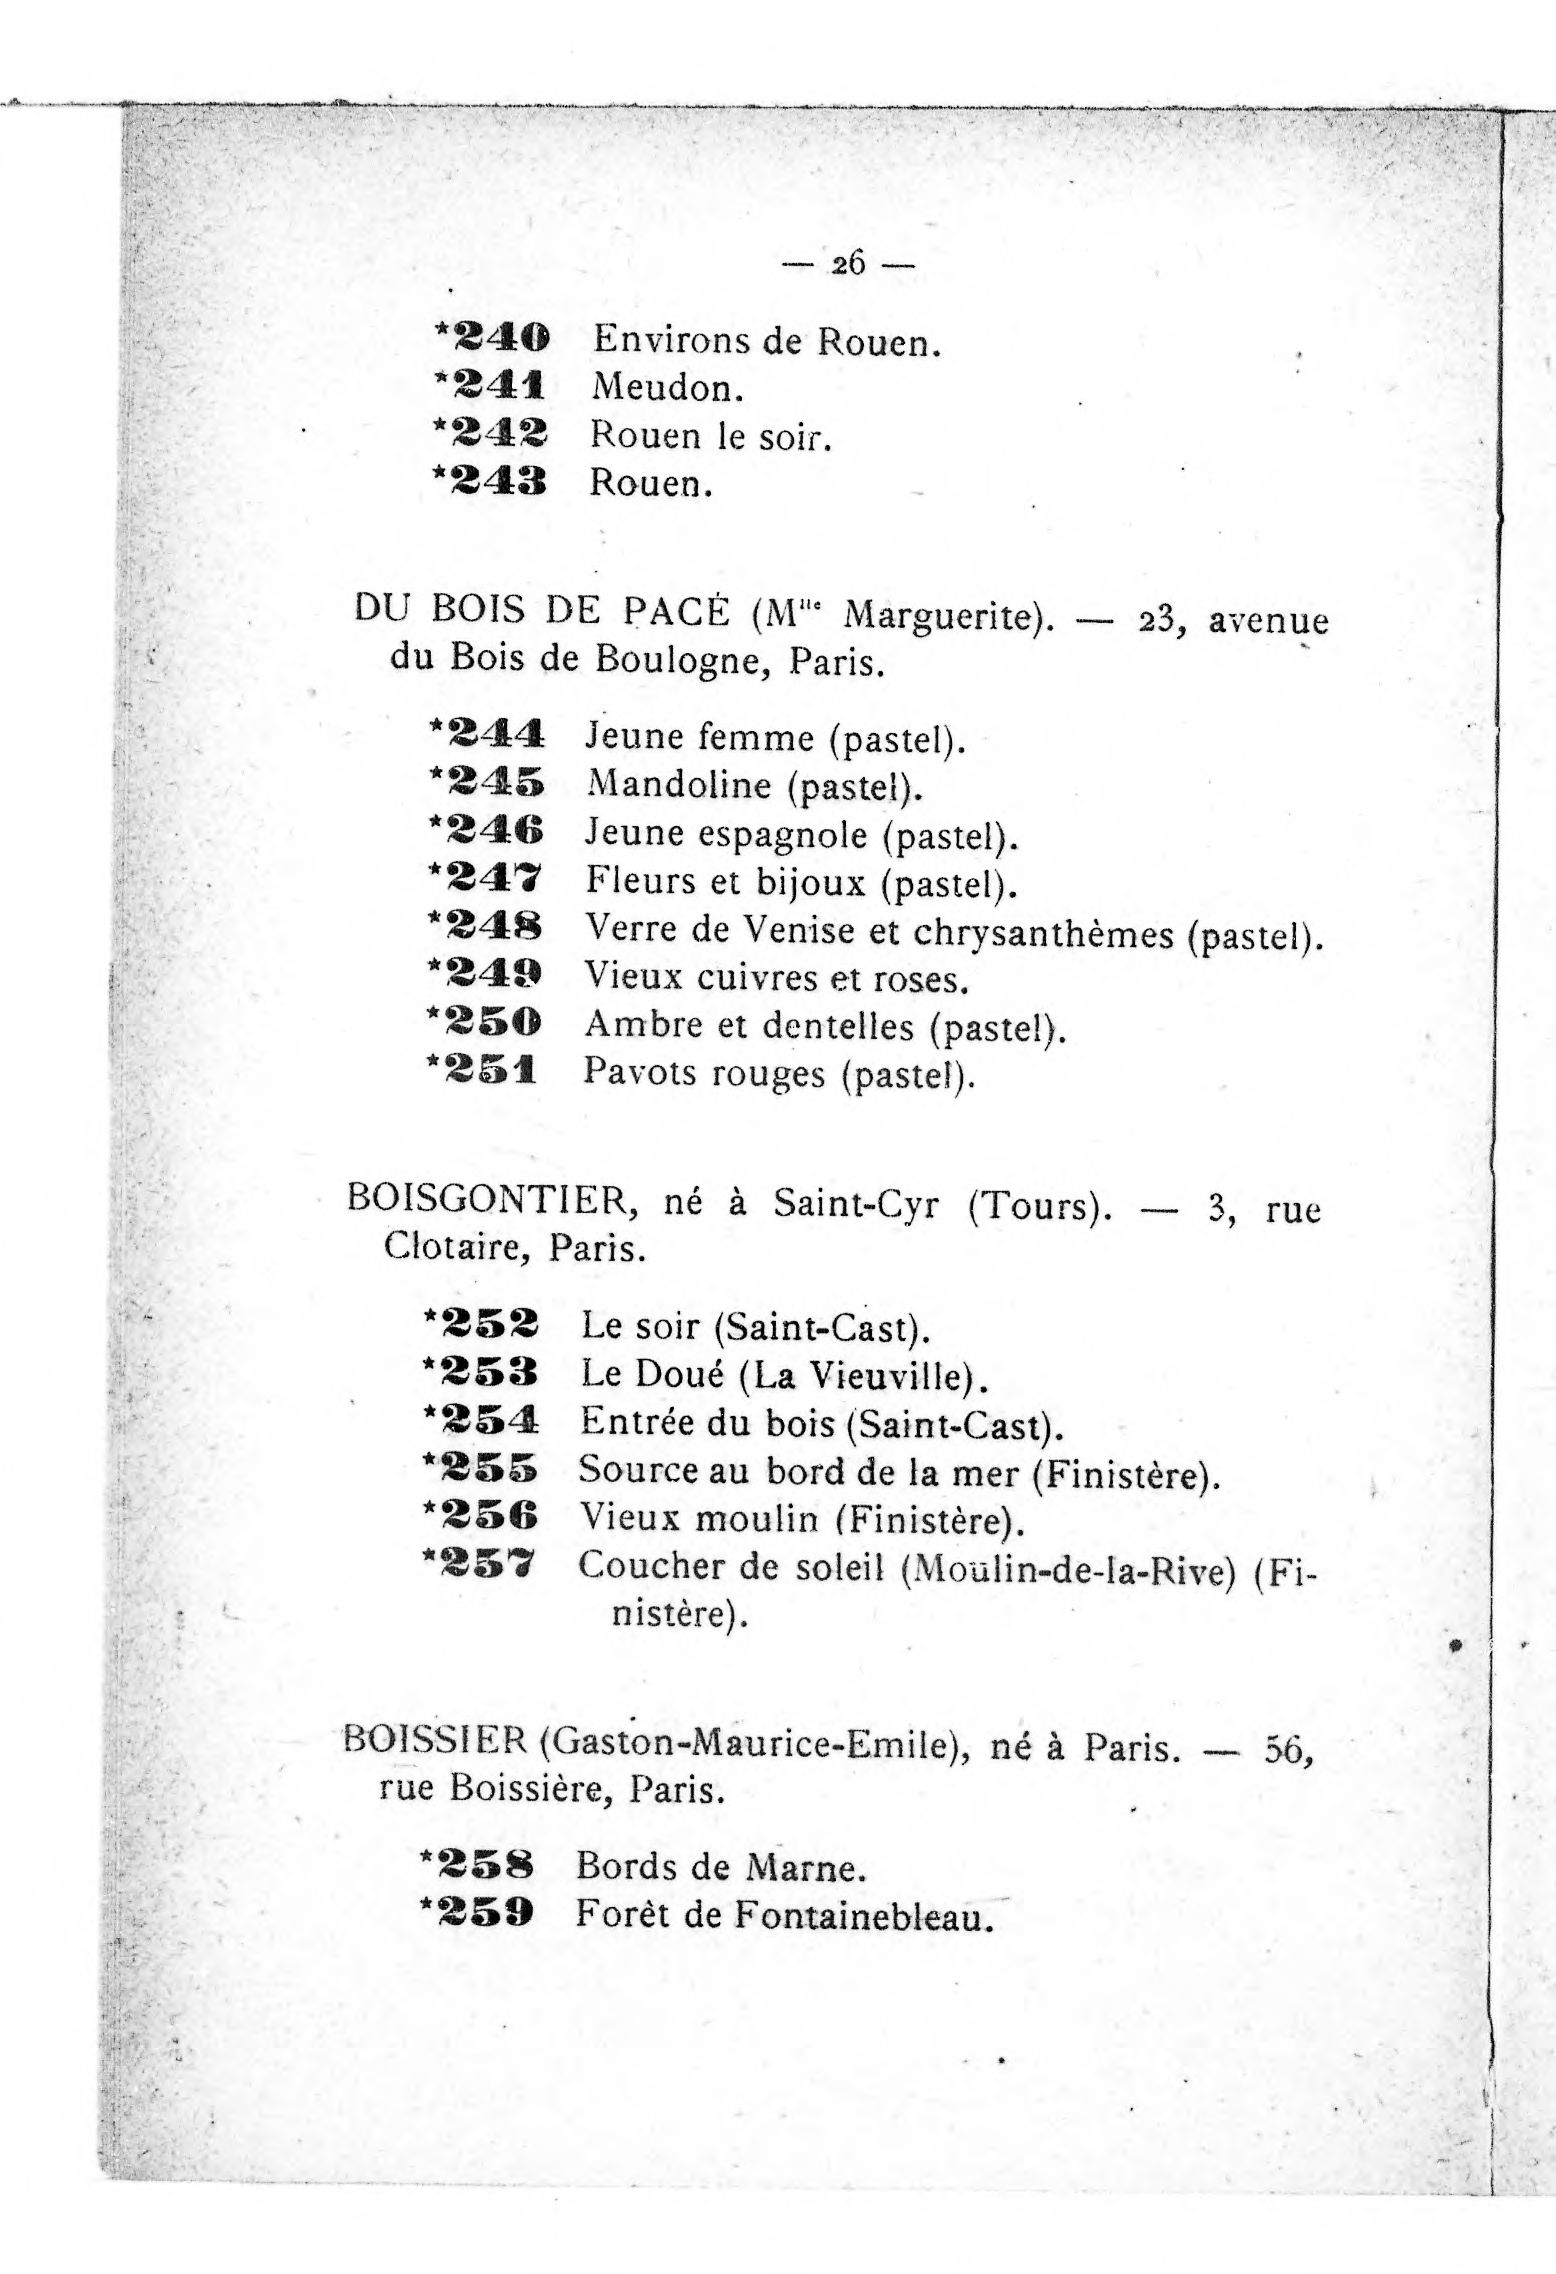 — 26 —
*240 Environs de Rouen.
*241 Meudon.
*242 Rouen le soir.
*243 Rouen.
DU BOIS DE PACÉ (Mlle Marguerite). — 23, avenue
du Bois de Boulogne, Paris.
*244 Jeune femme (pastel).
*245 Mandoline (pastel).
*246 Jeune espagnole (pastel).
*247 Fleurs et bijoux (pastel).
*248 Verre de Venise et chrysanthèmes (pastel).
*249 Vieux cuivres et roses.
*250 Ambre et dentelles (pastel).
*251 Pavots rouges (pastel).
BOISGONTIER, né à Saint-Cyr (Tours). — 3, rue
Clotaire, Paris.
*252 Le soir (Saint-Cast).
*253 Le Doué (La Vieuville).
*254 Entrée du bois (Saint-Cast).
*255 Source au bord de la mer (Finistère).
*256 Vieux moulin (Finistère).
*257 Coucher de soleil (Moulin-de-la-Rive) (Fi-
nistère).
BOISSIER (Gaston-Maurice-Emile), né à Paris. — 56,
rue Boissière, Paris.
*258 Bords de Marne.
*259 Forêt de Fontainebleau.